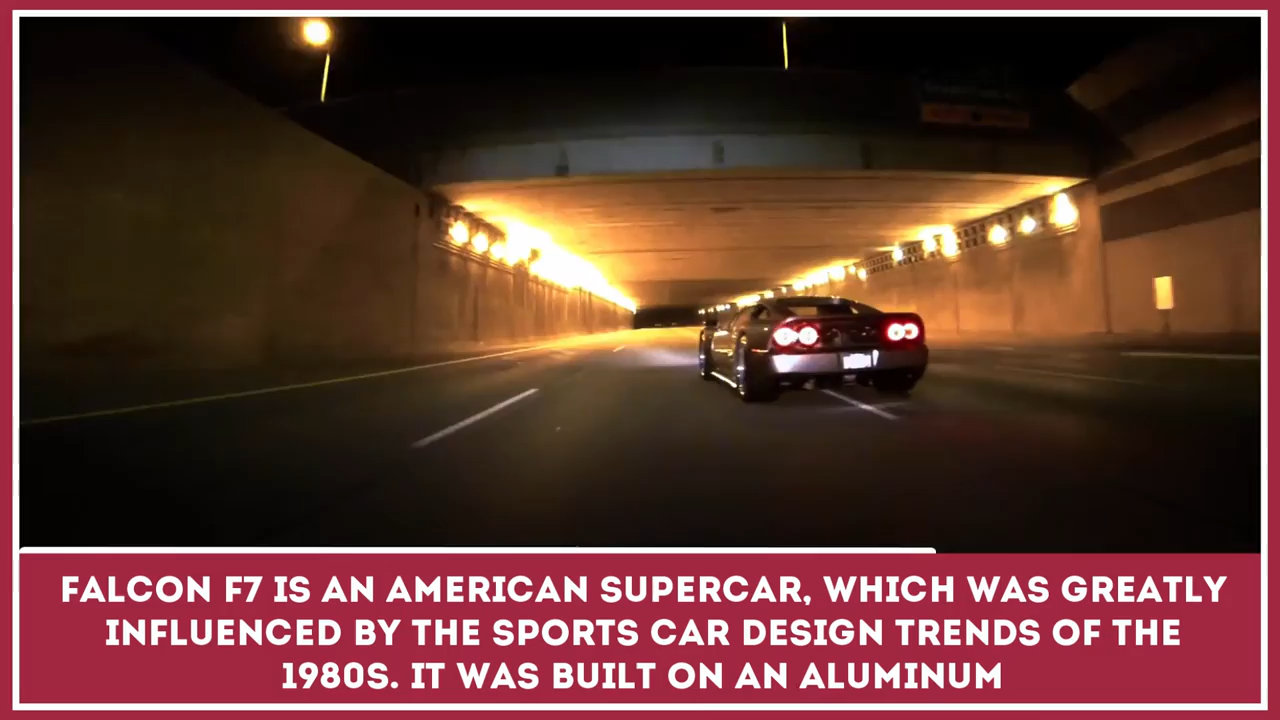 FALCON F7 IS AN AMERICAN SUPERCAR, WHICH WAS GREATLY
INFLUENCED BY THE SPORTS CAR DESIGN TRENDS OF THE
1980S. IT WAS BUILT ON AN ALUMINUM